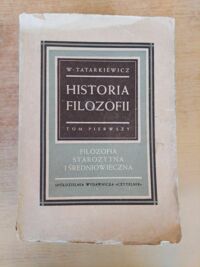 W·TATARKIEWICZ
HISTORIA
FILOZOFII
TOM PIERWSZY
FILOZOFIA
STAROŻYTNA
I ŚREDNIOWIECZNA
SPÓŁDZIELNIA WYDAWNICZA «CZYTELNIK»